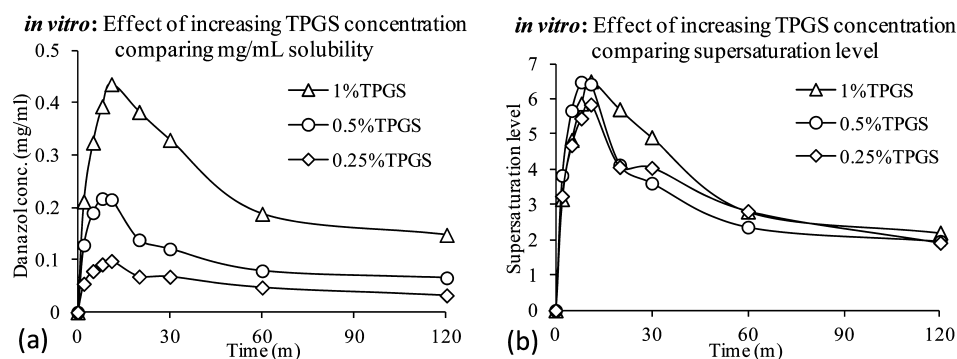 in vitro: Effect of increasing TPGS concentration
comparing mg/mL solubility
0.5
0.4
0.3
0.2
0.1
0
Danazol conc. (mg/ml)
1%TPGS
0.5%TPGS
0.25%TPGS
0
30
60
90
120
Time (m)
(a)
in vitro: Effect of increasing TPGS concentration
comparing supersaturation level
7
6
5
4
3
2
1
0
Supersaturation level
1%TPGS
0.5%TPGS
0.25%TPGS
0
30
60
90
120
Time (m)
(b)